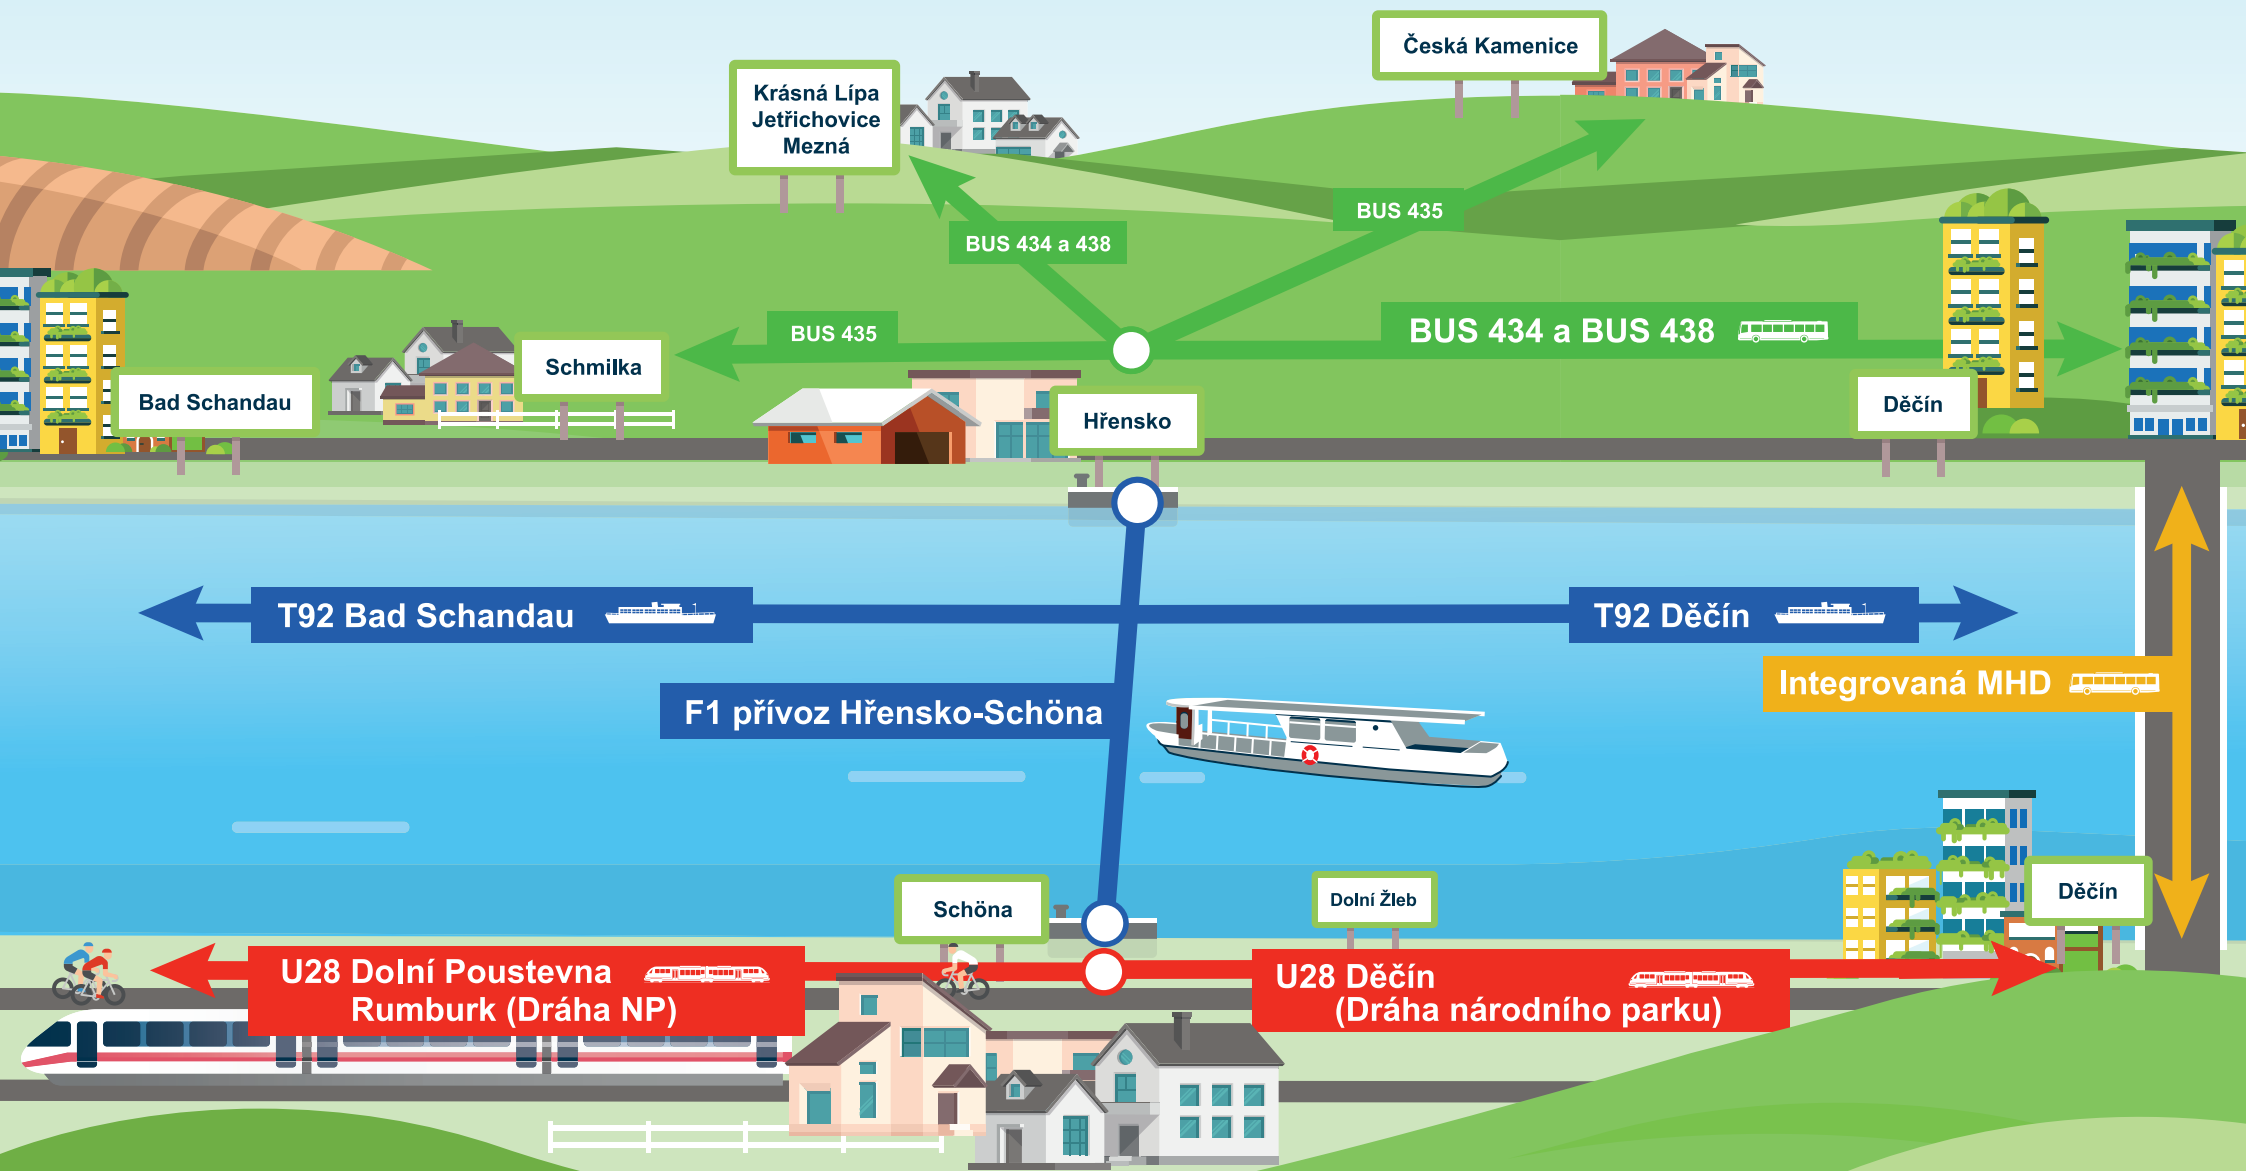 Česká Kamenice
Krásná Lípa
Jetřichovice
Mezná
BUS 435
BUS 434 a 438
BUS 435
BUS 434 a BUS 438
Schmilka
Bad Schandau
Hřensko
Děčín
T92 Bad Schandau
T92 Děčín
Integrovaná MHD
F1 přívoz Hřensko-Schöna
Schöna
Dolní Žleb
Děčín
U28 Dolní Poustevna
Rumburk (Dráha NP)
U28 Děčín
(Dráha národního parku)